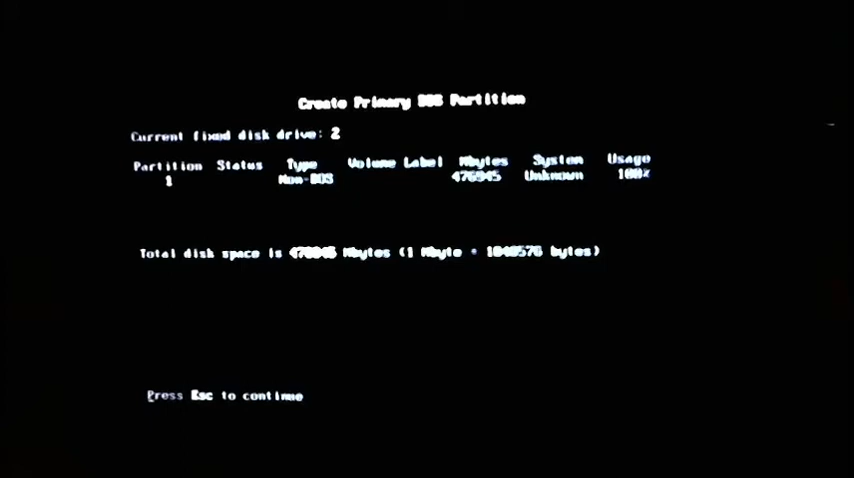 Create Primary DOS Partition
Current fixed disk drive: 2
Partition Status Type Volume Label Mbytes System Usage
1 Non-DOS 476945 Unknown 100%
Total disk space is 476945 Mbytes (1 Mbyte = 1048576 bytes)
Press Esc to continue